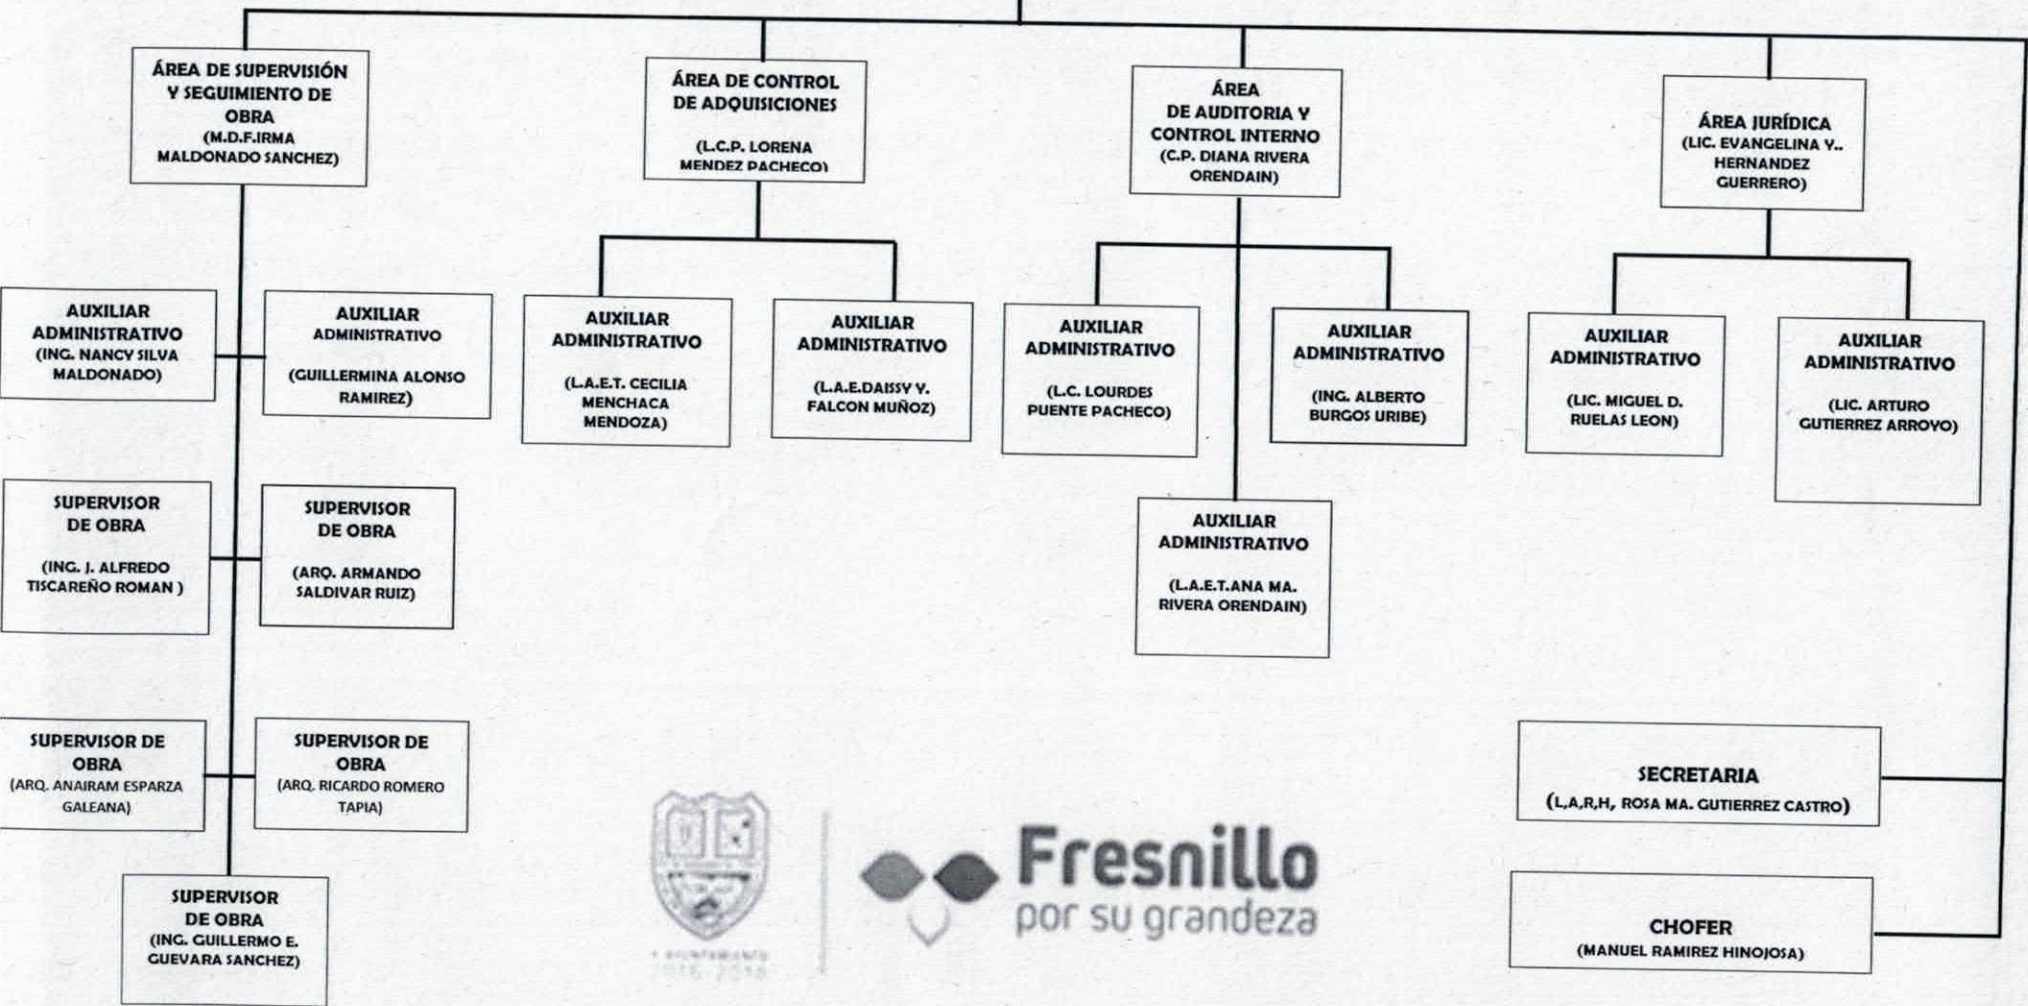 ÁREA DE SUPERVISIÓN
Y SEGUIMIENTO DE
OBRA
(M.D.F.IRMA
MALDONADO SANCHEZ)
ÁREA DE CONTROL
DE ADQUISICIONES
(L.C.P. LORENA
MENDEZ PACHECO)
ÁREA
DE AUDITORIA Y
CONTROL INTERNO
(C.P. DIANA RIVERA
ORENDAIN)
ÁREA JURÍDICA
(LIC. EVANGELINA Y..
HERNANDEZ
GUERRERO)
AUXILIAR
ADMINISTRATIVO
(ING. NANCY SILVA
MALDONADO)
AUXILIAR
ADMINISTRATIVO
(GUILLERMINA ALONSO
RAMIREZ)
AUXILIAR
ADMINISTRATIVO
(L.A.E.T. CECILIA
MENCHACA
MENDOZA)
AUXILIAR
ADMINISTRATIVO
(L.A.E.DAISSY Y.
FALCON MUÑOZ)
AUXILIAR
ADMINISTRATIVO
(L.C. LOURDES
PUENTE PACHECO)
AUXILIAR
ADMINISTRATIVO
(ING. ALBERTO
BURGOS URIBE)
AUXILIAR
ADMINISTRATIVO
(LIC. MIGUEL D.
RUELAS LEON)
AUXILIAR
ADMINISTRATIVO
(LIC. ARTURO
GUTIERREZ ARROYO)
SUPERVISOR
DE OBRA
(ING. J. ALFREDO
TISCAREÑO ROMAN )
SUPERVISOR
DE OBRA
(ARQ. ARMANDO
SALDIVAR RUIZ)
AUXILIAR
ADMINISTRATIVO
(L.A.E.T.ANA MA.
RIVERA ORENDAIN)
SUPERVISOR DE
OBRA
(ARQ. ANAIRAM ESPARZA
GALEANA)
SUPERVISOR DE
OBRA
(ARQ. RICARDO ROMERO
TAPIA)
SUPERVISOR
DE OBRA
(ING. GUILLERMO E.
GUEVARA SANCHEZ)
SECRETARIA
(L,A,R,H, ROSA MA. GUTIERREZ CASTRO)
CHOFER
(MANUEL RAMIREZ HINOJOSA)
AYUNTAMIENTO
2016-2018
Fresnillo
por su grandeza